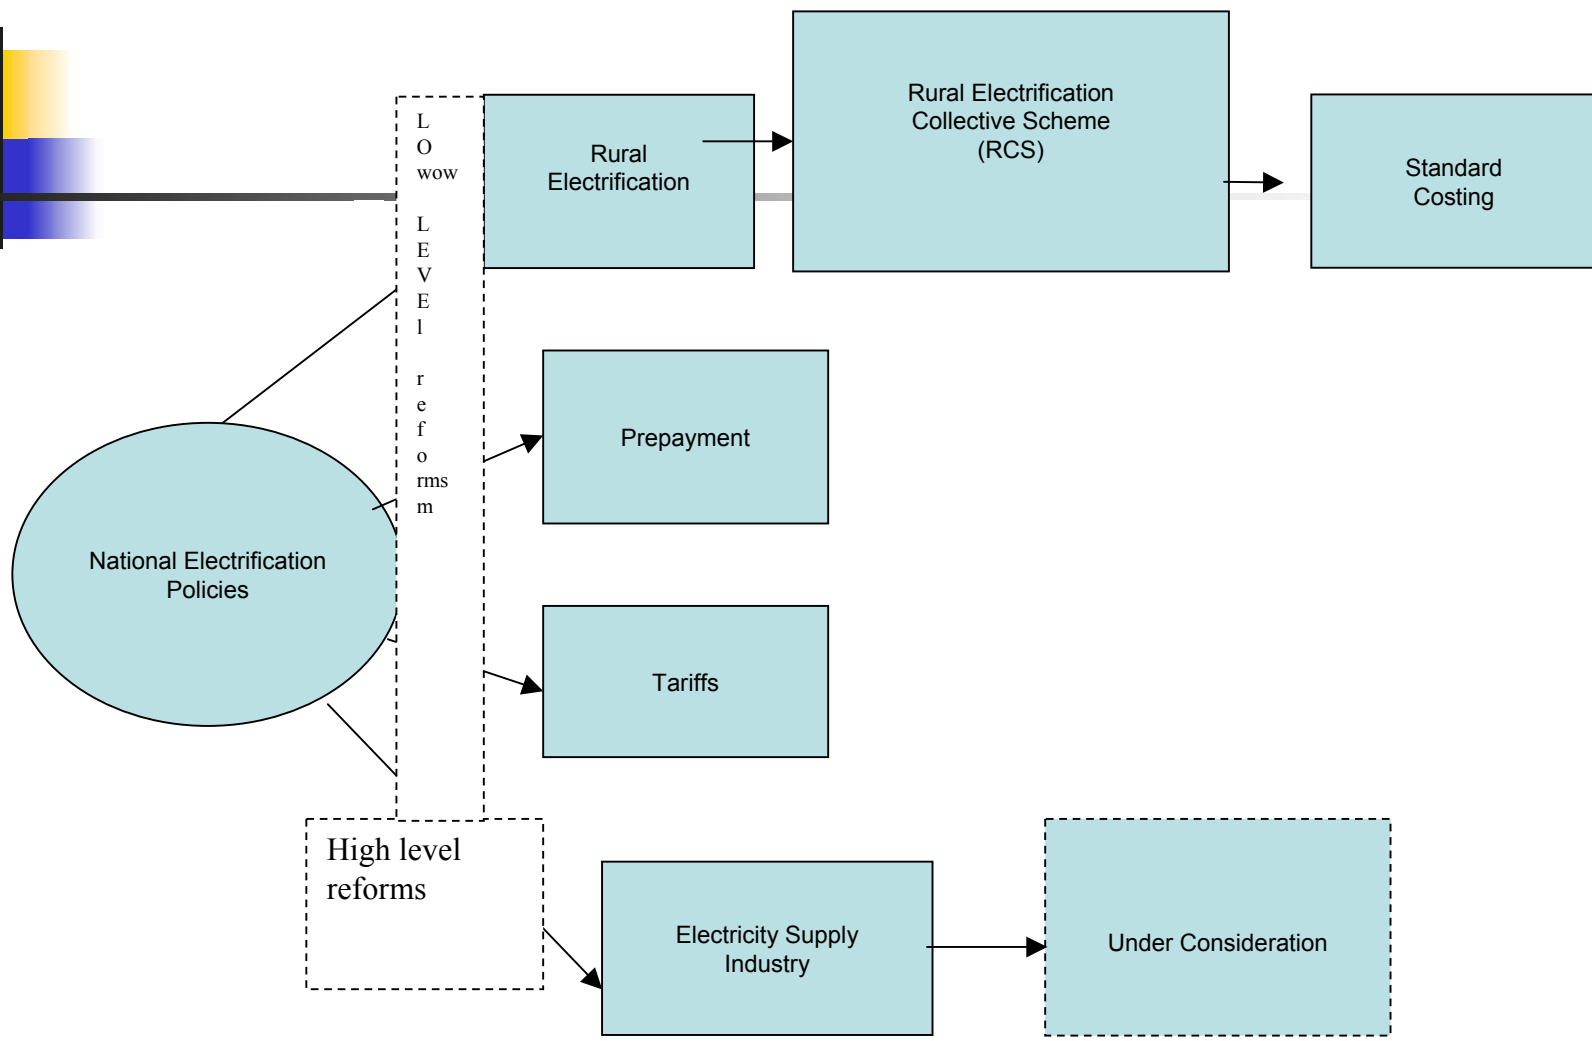 Rural Electrification
Collective Scheme
(RCS)
Rural
Electrification
Standard
Costing
L
O
wow
L
E
V
E
l
r
e
f
o
rms
m
Prepayment
National Electrification
Policies
Tariffs
High level
reforms
Electricity Supply
Industry
Under Consideration